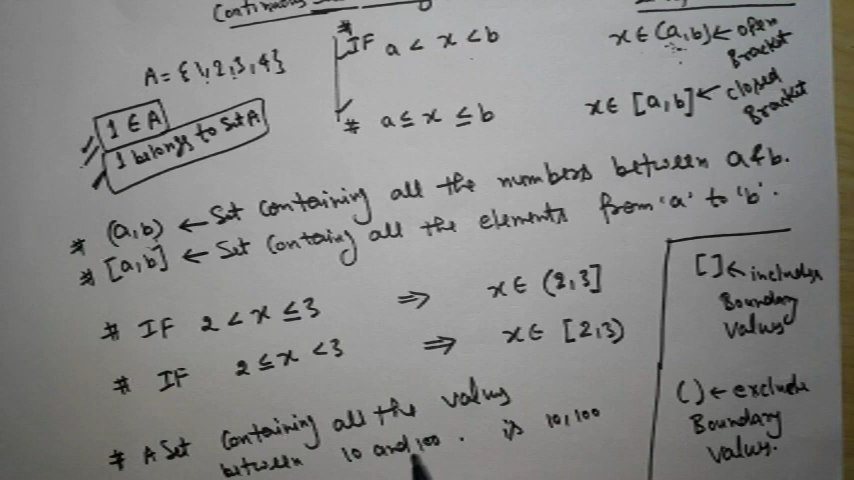 A = {1,2,3,4}
1 ∈ A
1 belongs to Set A
# IF a < x < b
x ∈ (a,b) ← open Bracket
# a ≤ x ≤ b
x ∈ [a,b] ← closed Bracket
* (a,b) ← Set containing all the numbers between a & b.
* [a,b] ← Set Containg all the elements from 'a' to 'b'.
# IF 2 < x ≤ 3 ⇒ x ∈ (2,3]
# IF 2 ≤ x < 3 ⇒ x ∈ [2,3)
# A Set containing all the values
between 10 and 100. is 10,100
[ ] ← includes
Boundary
values
( ) ← exclude
Boundary
values.